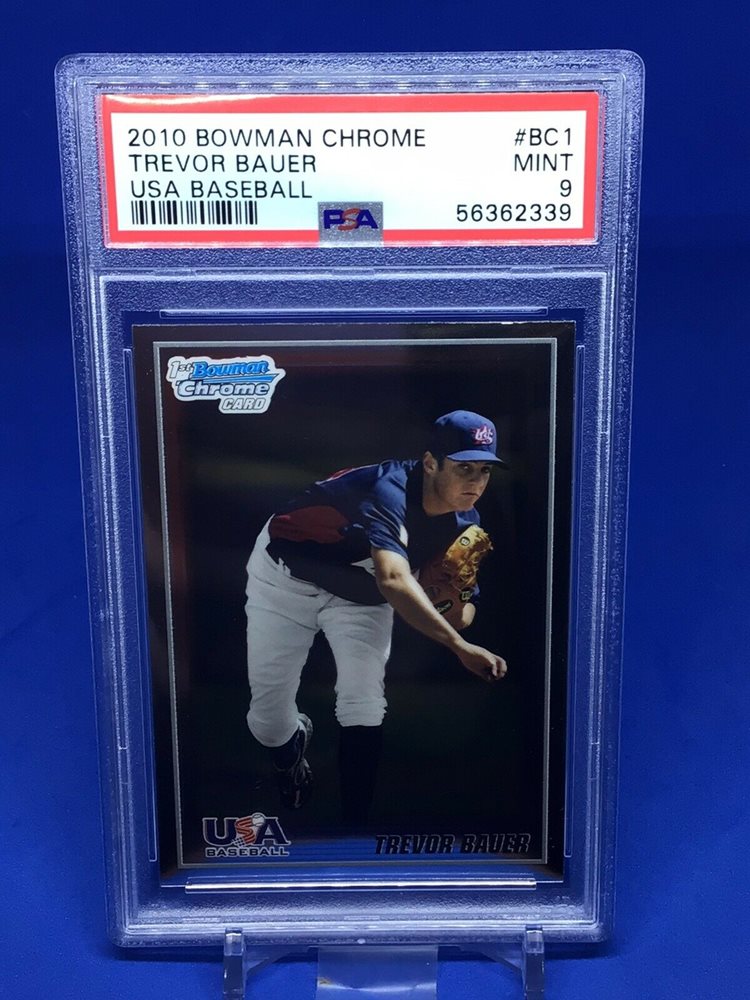 2010 BOWMAN CHROME #BC1
TREVOR BAUER MINT
USA BASEBALL 9
PSA 56362339
1st Bowman
Chrome
CARD
USA
BASEBALL
TREVOR BAUER